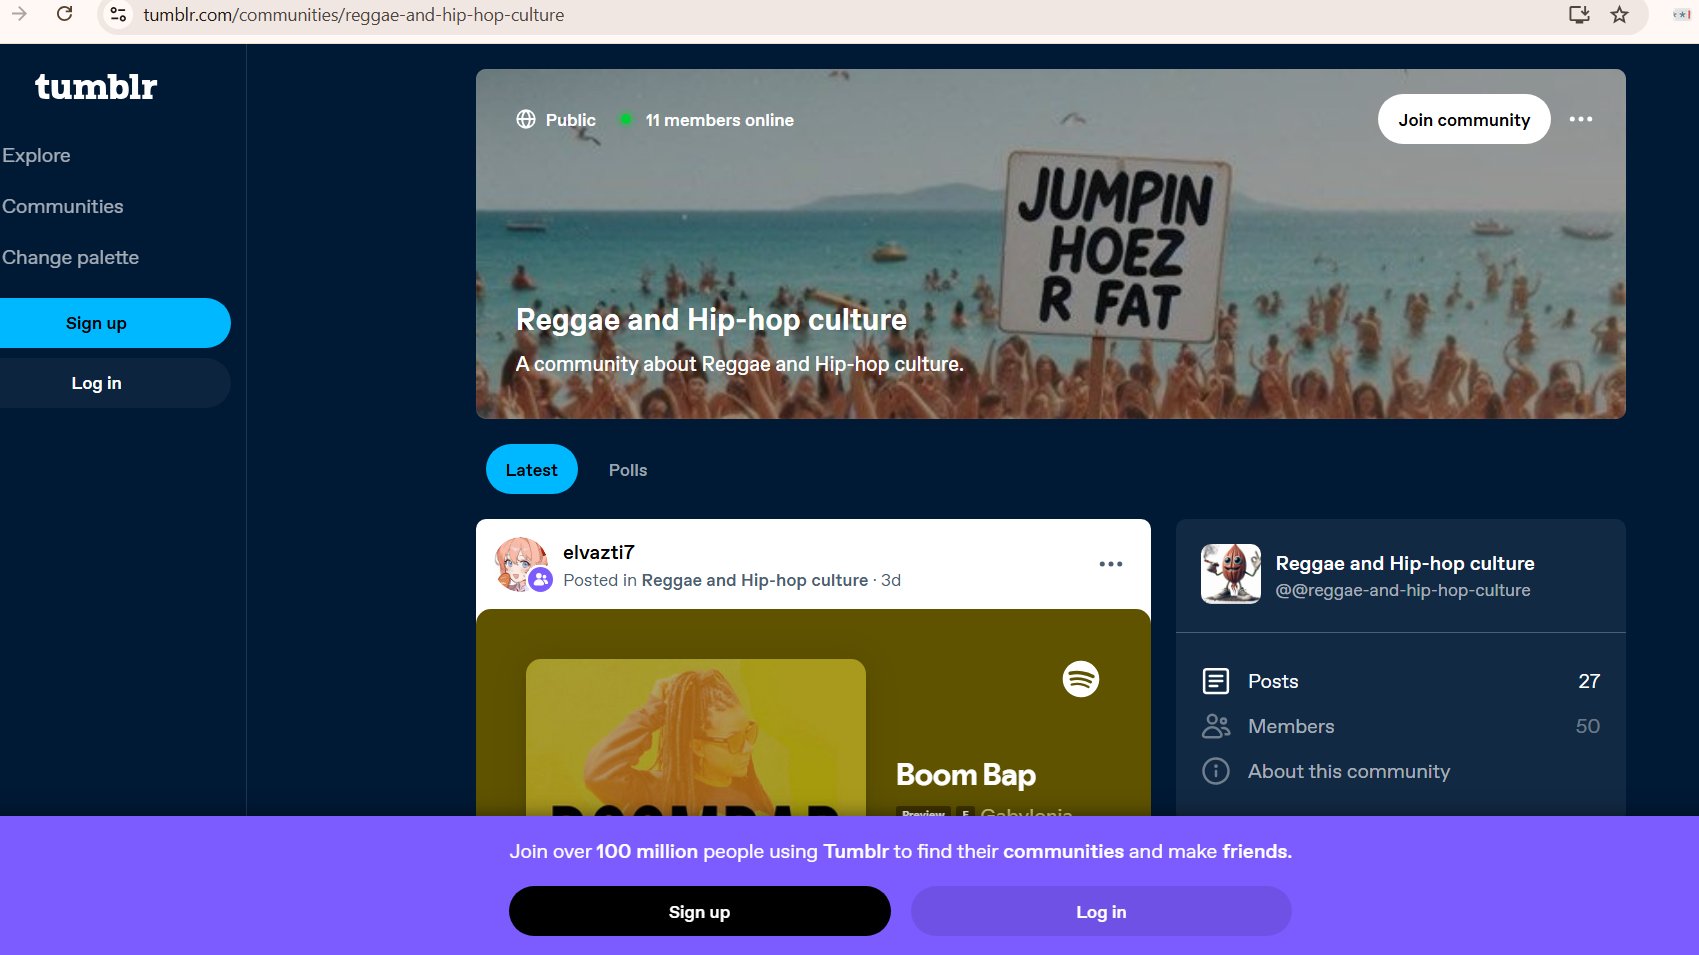 tumblr.com/communities/reggae-and-hip-hop-culture
tumblr
Explore
Communities
Change palette
Sign up
Log in
Public
11 members online
Join community
JUMPIN
HOEZ
R FAT
Reggae and Hip-hop culture
A community about Reggae and Hip-hop culture.
Latest
Polls
elvazti7
Posted in Reggae and Hip-hop culture · 3d
Boom Bap
Preview E Gabylonia
BOOMBAP
Reggae and Hip-hop culture
@@reggae-and-hip-hop-culture
Posts 27
Members 50
About this community
Join over 100 million people using Tumblr to find their communities and make friends.
Sign up
Log in